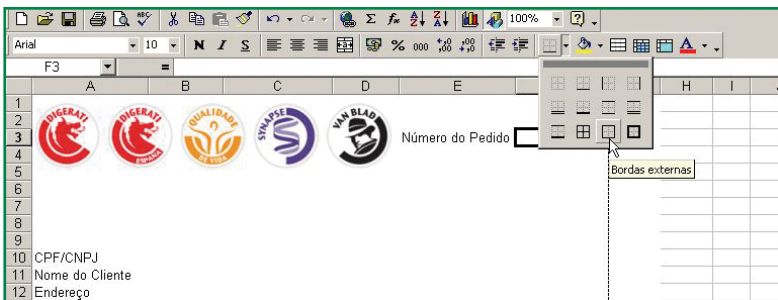 100%
Arial 10 N I S % 000
F3 =
A B C D E H I
1
2
3 Número do Pedido
4
5 Bordas externas
6
7
8
9
10 CPF/CNPJ
11 Nome do Cliente
12 Endereço
DIGERATI
DIGERATI ESPAÑA
QUALIDADE DE VIDA
SYNAPSE
VAN BLAD